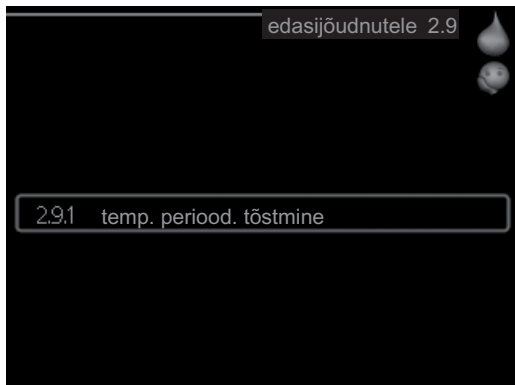 edasijõudnutele 2.9
2.9.1 temp. periood. tõstmine